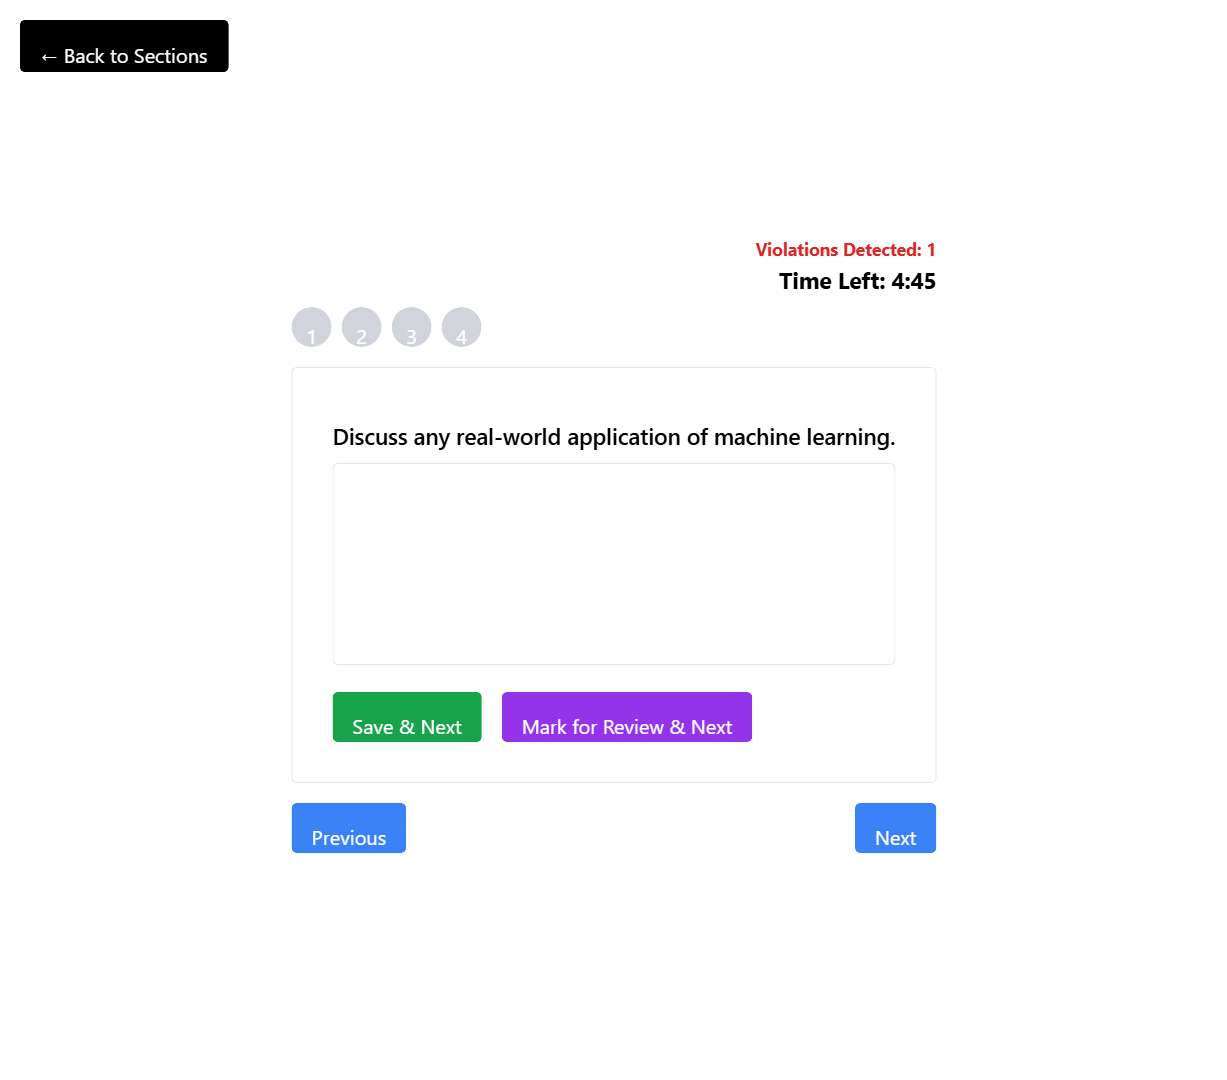 ← Back to Sections
Violations Detected: 1
Time Left: 4:45
1 2 3 4
Discuss any real-world application of machine learning.
Save & Next Mark for Review & Next
Previous Next